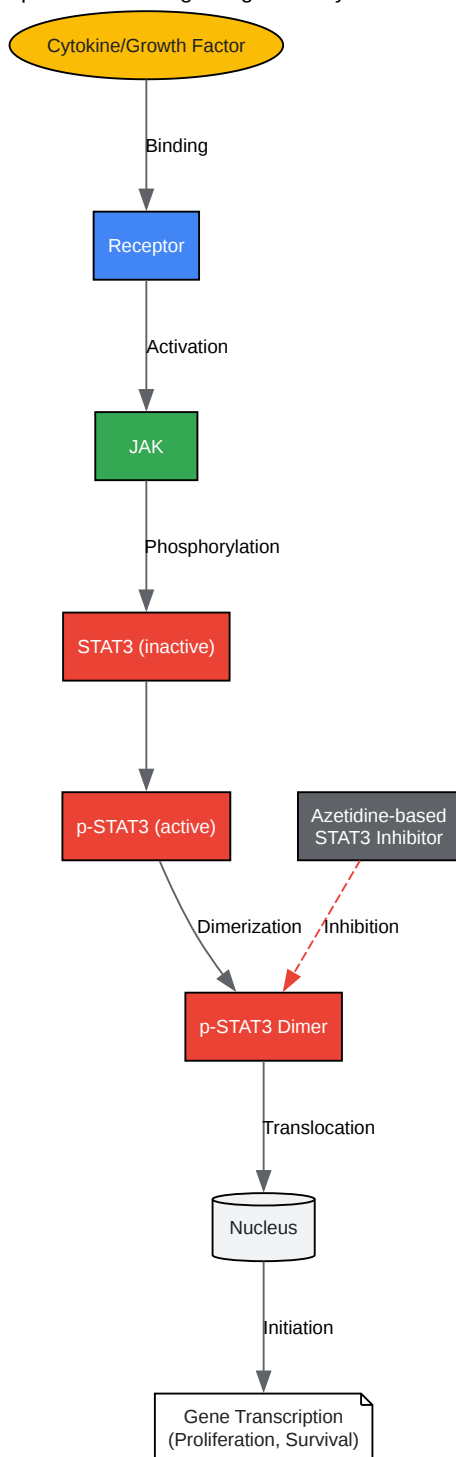 Cytokine/Growth Factor
Binding
Receptor
Activation
JAK
Phosphorylation
STAT3 (inactive)
p-STAT3 (active)
Azetidine-based
STAT3 Inhibitor
Dimerization
Inhibition
p-STAT3 Dimer
Translocation
Nucleus
Initiation
Gene Transcription
(Proliferation, Survival)